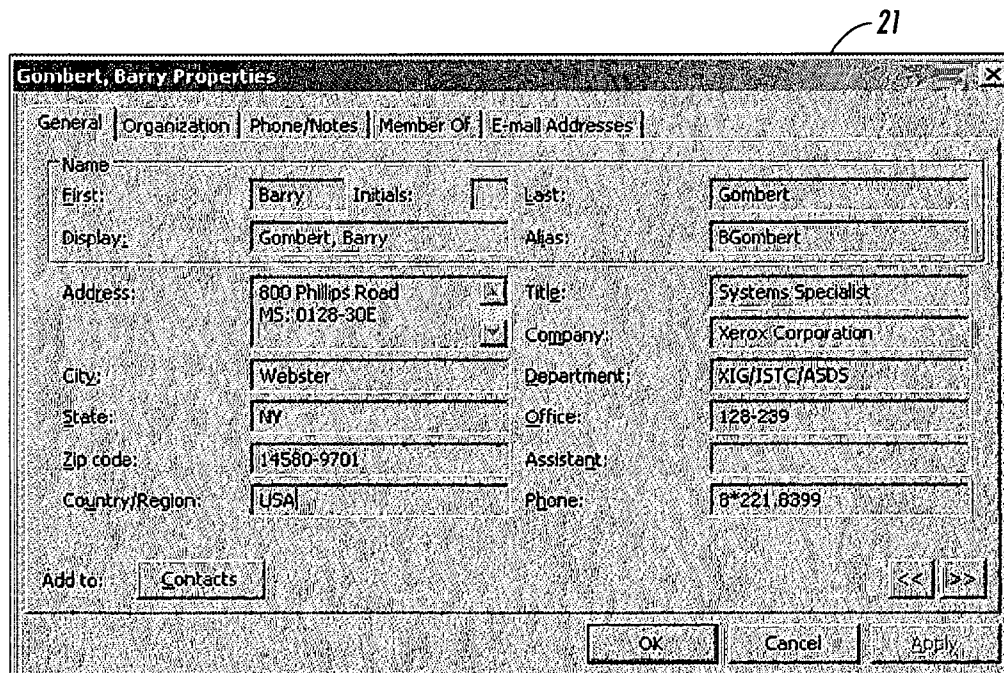 21
Gombert, Barry Properties
General Organization Phone/Notes Member Of E-mail Addresses
Name
First: Barry Initials: Last: Gombert
Display: Gombert, Barry Alias: BGombert
Address: 800 Phillips Road Title: Systems Specialist
MS: 0128-30E
Company: Xerox Corporation
City: Webster Department: XIG/ISTC/ASDS
State: NY Office: 128-239
Zip code: 14580-9701 Assistant:
Country/Region: USA Phone: 8*221.8399
Add to: Contacts << >>
OK Cancel Apply